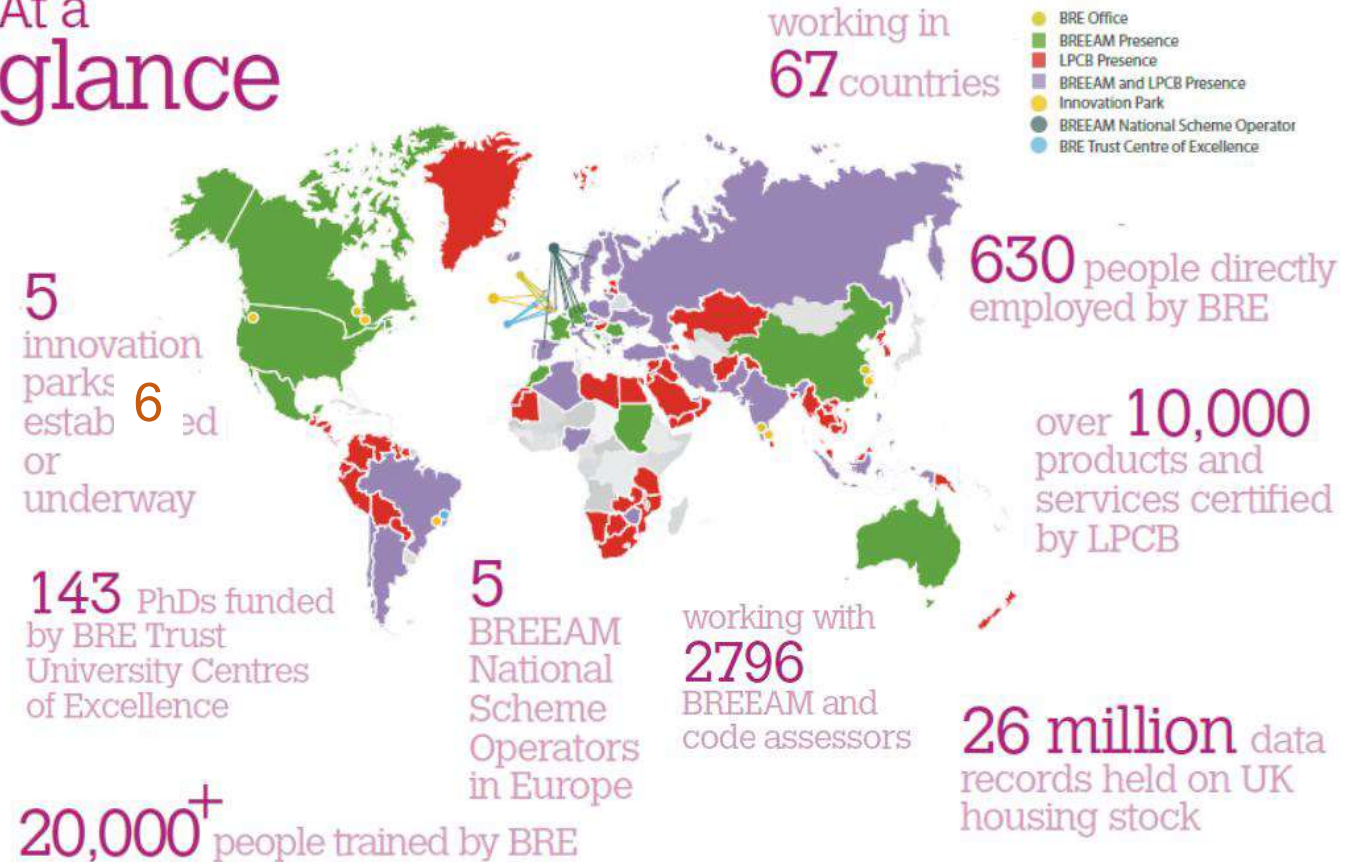 At a
glance
working in
67 countries
BRE Office
BREEAM Presence
LPCB Presence
BREEAM and LPCB Presence
Innovation Park
BREEAM National Scheme Operator
BRE Trust Centre of Excellence
5
innovation
parks
6
estab ed
or
underway
630 people directly
employed by BRE
over 10,000
products and
services certified
by LPCB
143 PhDs funded
by BRE Trust
University Centres
of Excellence
5
BREEAM
National
Scheme
Operators
in Europe
working with
2796
BREEAM and
code assessors
26 million data
records held on UK
housing stock
20,000+ people trained by BRE